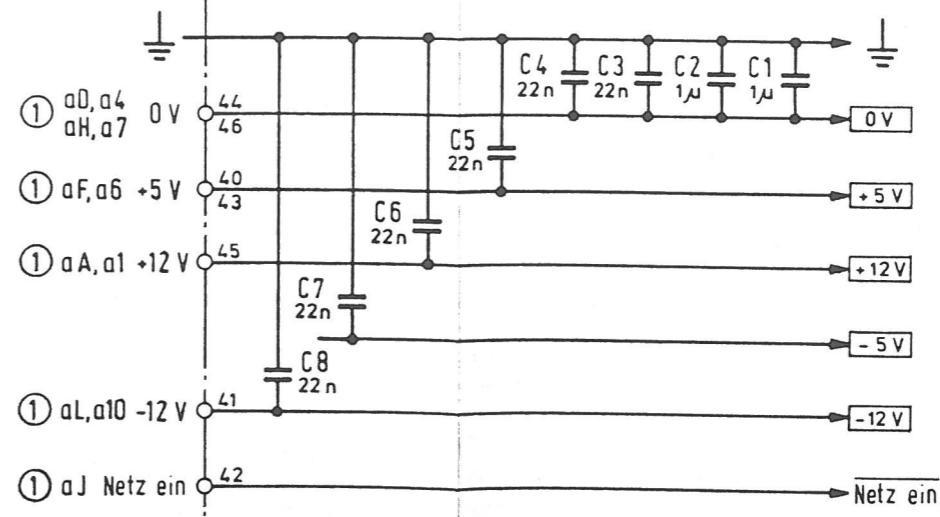 C4 C3 C2 C1
22n 22n 1µ 1µ
① aD, a4 0 V 44
aH, a7 46
0 V
C5
22n
① aF, a6 +5 V 40
43
+5 V
C6
22n
① aA, a1 +12 V 45
+12 V
C7
22n
- 5 V
C8
22n
① aL, a10 -12 V 41
-12 V
① aJ Netz ein 42
Netz ein